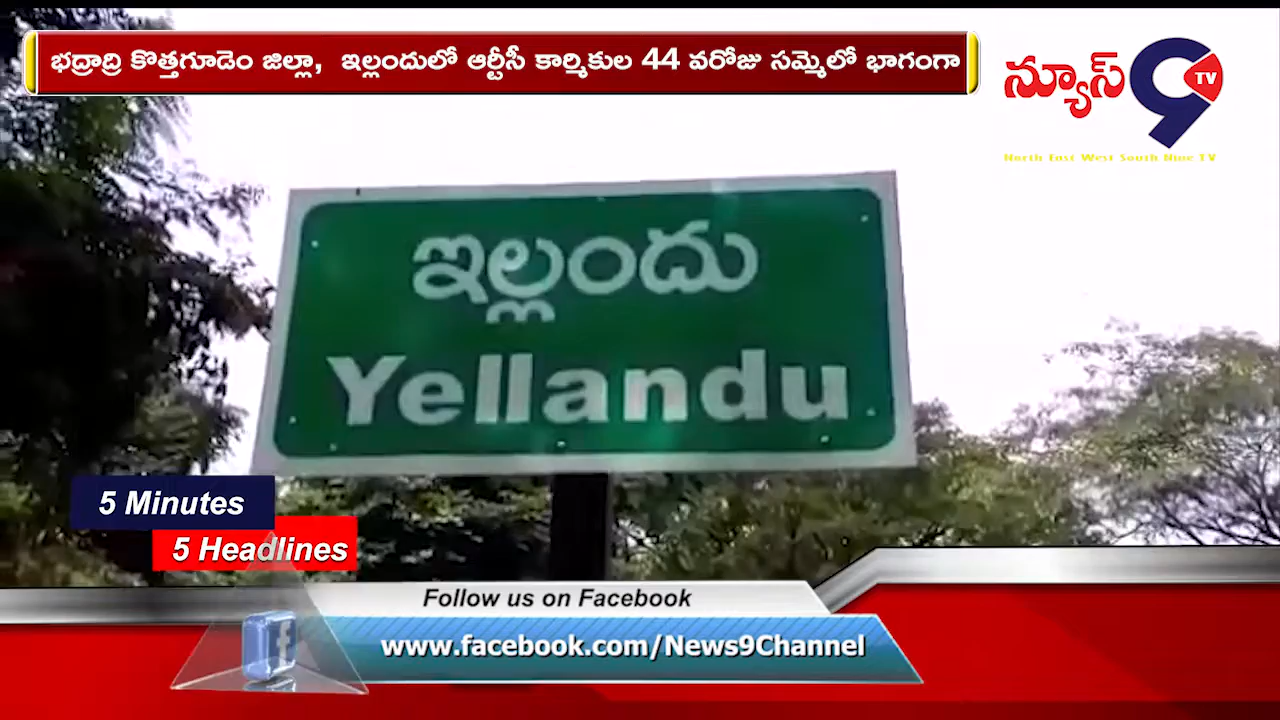 భద్రాద్రి కొత్తగూడెం జిల్లా, ఇల్లందులో ఆర్టీసీ కార్మికుల 44 వరోజు సమ్మెలో భాగంగా
న్యూస్ 9 TV
North East West South Nine TV
ఇల్లందు
Yellandu
5 Minutes
5 Headlines
Follow us on Facebook
www.facebook.com/News9Channel